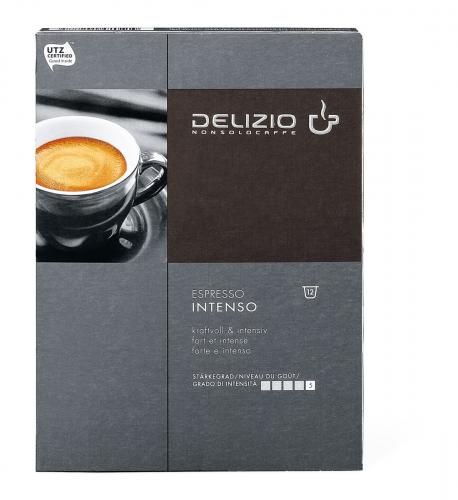 UTZ
CERTIFIED
Good inside
DELIZIO
NONSOLOCAFFE
ESPRESSO
INTENSO
12
kraftvoll & intensiv
fort et intense
forte e intenso
STÄRKEGRAD/NIVEAU DU GOÛT/
GRADO DI INTENSITÀ
5